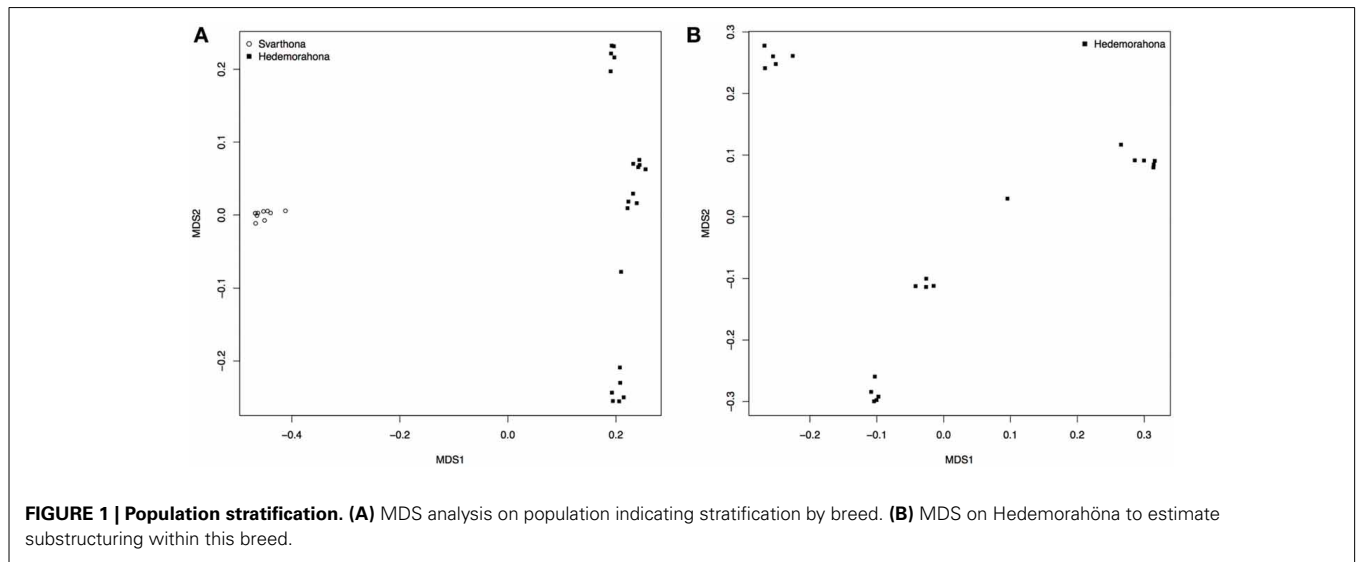 A
Svarthona
Hedemorahona
0.2
0.1
0.0
−0.1
−0.2
MDS2
−0.4
−0.2
0.0
0.2
MDS1
B
Hedemorahona
0.3
0.2
0.1
0.0
−0.1
−0.2
−0.3
MDS2
−0.2
−0.1
0.0
0.1
0.2
0.3
MDS1
FIGURE 1 | Population stratification. (A) MDS analysis on population indicating stratification by breed. (B) MDS on Hedemorahöna to estimate
substructuring within this breed.